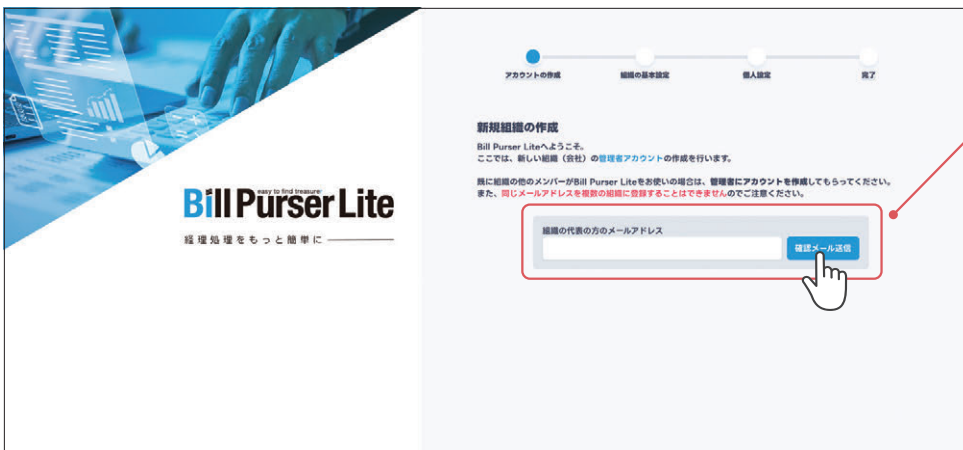 アカウントの作成
組織の基本設定
個人設定
完了
新規組織の作成
Bill Purser Liteへようこそ。
ここでは、新しい組織（会社）の管理者アカウントの作成を行います。
既に組織の他のメンバーがBill Purser Liteをお使いの場合は、管理者にアカウントを作成してもらってください。
また、同じメールアドレスを複数の組織に登録することはできませんのでご注意ください。
組織の代表の方のメールアドレス
確認メール送信
easy to find treasure
Bill Purser Lite
経理処理をもっと簡単に